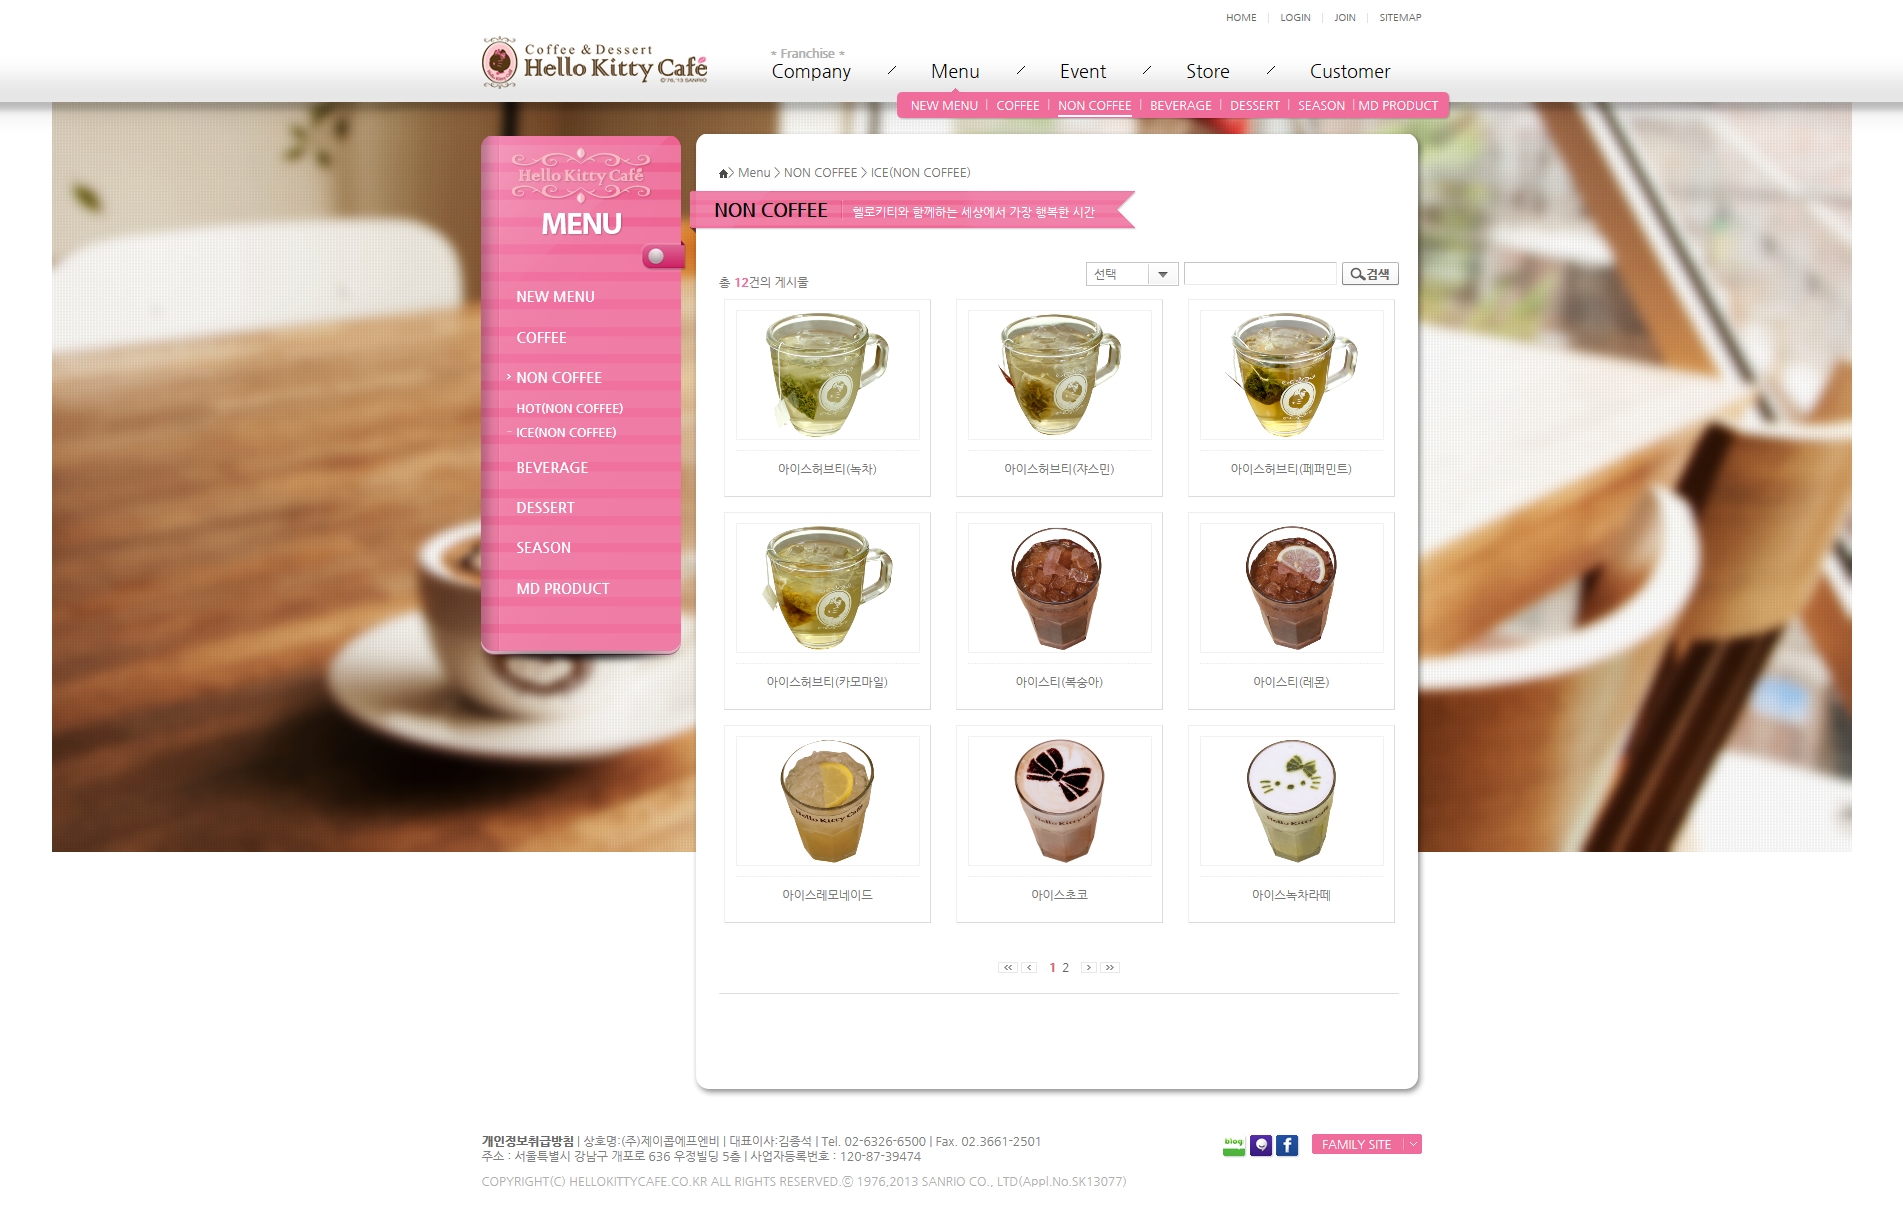 HOME | LOGIN | JOIN | SITEMAP
Coffee & Dessert
Hello Kitty Café
©76,'13 SANRIO
* Franchise *
Company / Menu / Event / Store / Customer
NEW MENU | COFFEE | NON COFFEE | BEVERAGE | DESSERT | SEASON | MD PRODUCT
Hello Kitty Café
MENU
NEW MENU
COFFEE
NON COFFEE
HOT(NON COFFEE)
- ICE(NON COFFEE)
BEVERAGE
DESSERT
SEASON
MD PRODUCT
> Menu > NON COFFEE > ICE(NON COFFEE)
NON COFFEE | 헬로키티와 함께하는 세상에서 가장 행복한 시간
총 12건의 게시물
선택
검색
아이스허브티(녹차)
아이스허브티(쟈스민)
아이스허브티(페퍼민트)
아이스허브티(카모마일)
아이스티(복숭아)
아이스티(레몬)
Hello Kitty Café
Hello Kitty Café
Hello Kitty Café
아이스레모네이드
아이스초코
아이스녹차라떼
1 2
개인정보취급방침 | 상호명:(주)제이콥에프엔비 | 대표이사:김종석 | Tel. 02-6326-6500 | Fax. 02.3661-2501
주소 : 서울특별시 강남구 개포로 636 우정빌딩 5층 | 사업자등록번호 : 120-87-39474
COPYRIGHT(C) HELLOKITTYCAFE.CO.KR ALL RIGHTS RESERVED.ⓒ 1976,2013 SANRIO CO., LTD(Appl.No.SK13077)
blog
f
FAMILY SITE